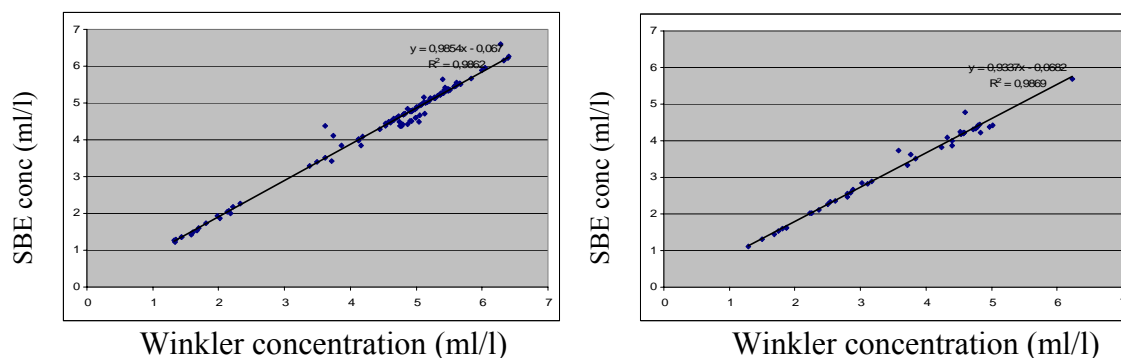 7
6
5
4
3
2
1
0
y = 0,9854x - 0,067
R² = 0,9862
0 1 2 3 4 5 6 7
SBE conc (ml/l)
Winkler concentration (ml/l)
7
6
5
4
3
2
1
0
y = 0,9337x - 0,0682
R² = 0,9869
0 1 2 3 4 5 6 7
SBE conc (ml/l)
Winkler concentration (ml/l)